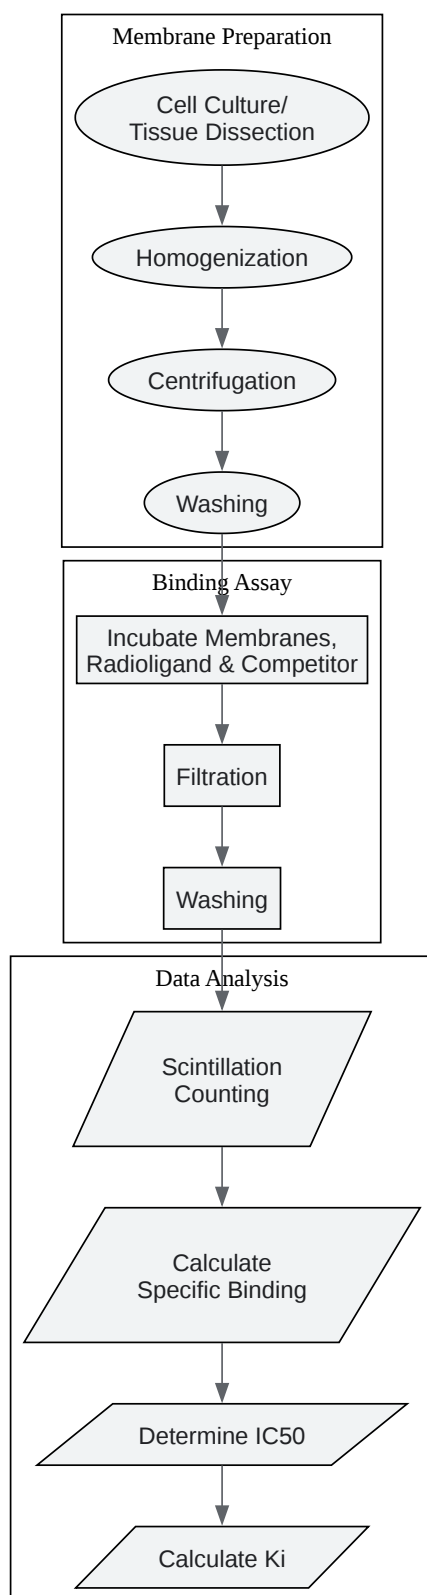 Membrane Preparation
Cell Culture/
Tissue Dissection
Homogenization
Centrifugation
Washing
Binding Assay
Incubate Membranes,
Radioligand & Competitor
Filtration
Washing
Data Analysis
Scintillation
Counting
Calculate
Specific Binding
Determine IC50
Calculate Ki